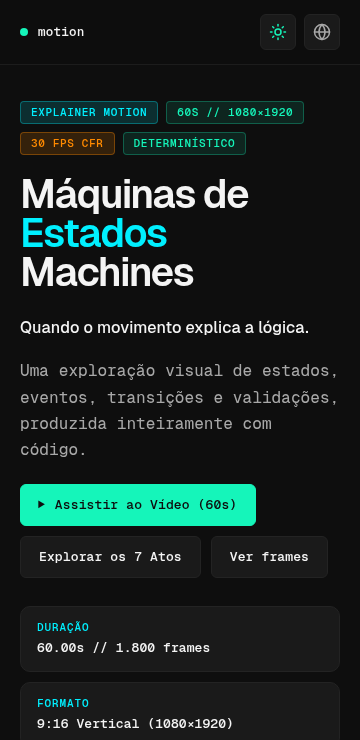 motion
EXPLAINER MOTION
60S // 1080×1920
30 FPS CFR
DETERMINÍSTICO
Máquinas de
Estados
Machines
Quando o movimento explica a lógica.
Uma exploração visual de estados,
eventos, transições e validações,
produzida inteiramente com
código.
Assistir ao Vídeo (60s)
Explorar os 7 Atos
Ver frames
DURAÇÃO
60.00s // 1.800 frames
FORMATO
9:16 Vertical (1080×1920)